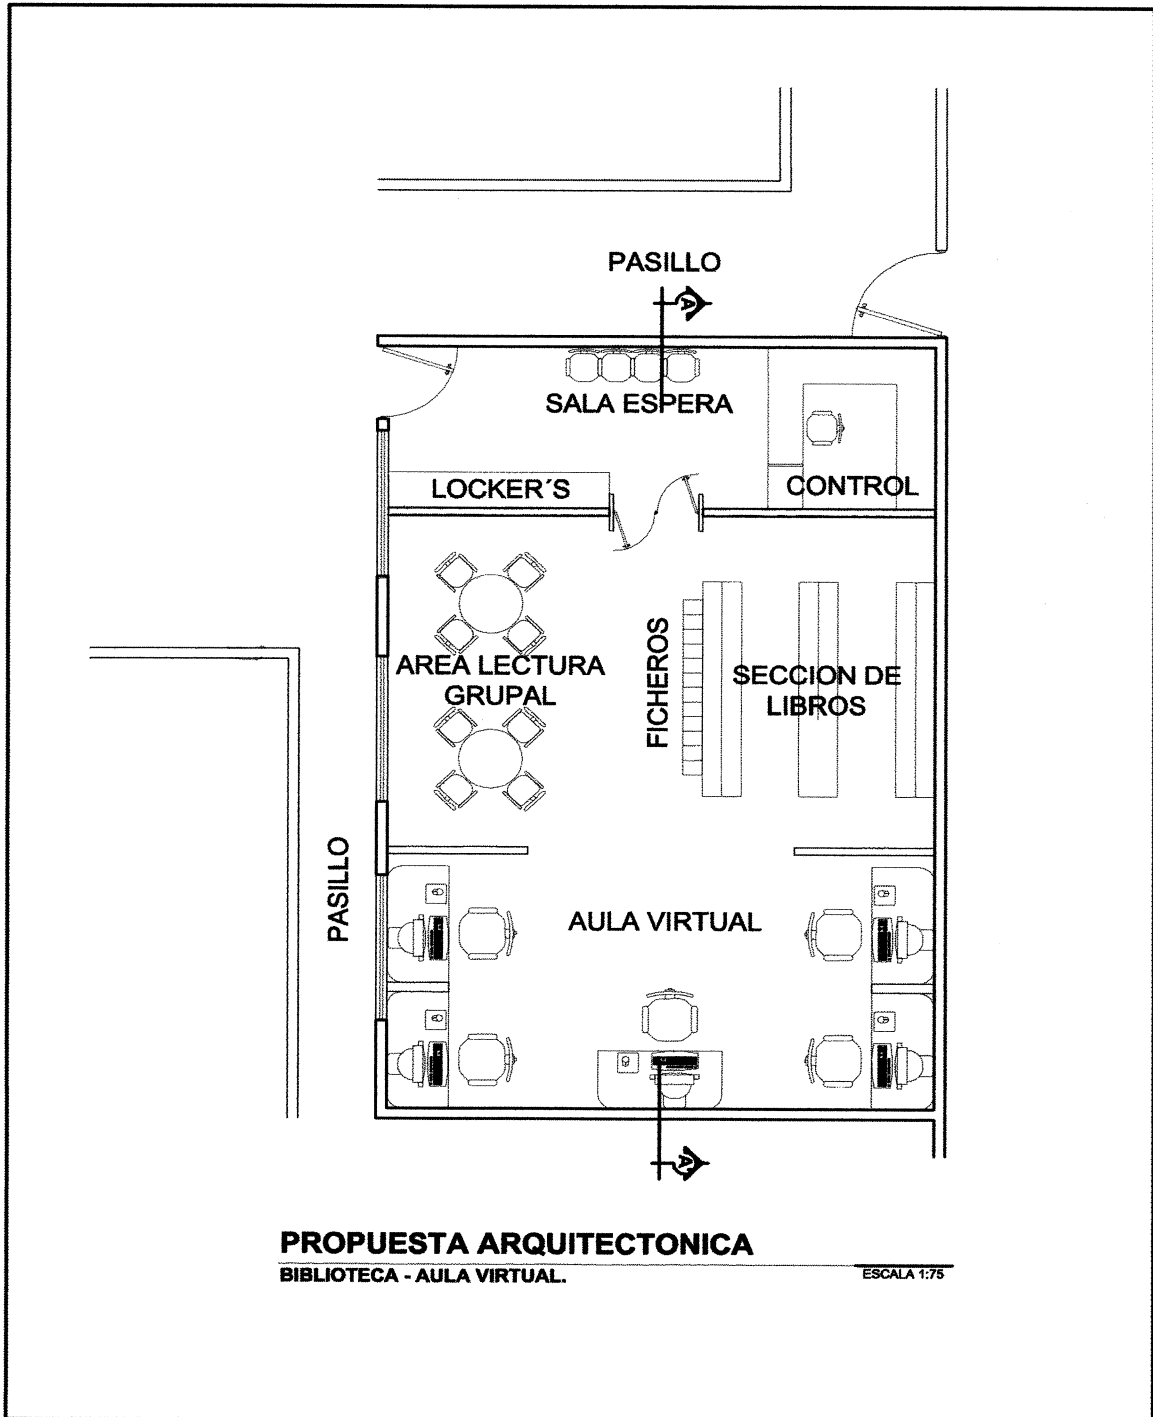 PASILLO
A
SALA ESPERA
LOCKER´S
CONTROL
AREA LECTURA
GRUPAL
FICHEROS
SECCION DE
LIBROS
PASILLO
AULA VIRTUAL
A
PROPUESTA ARQUITECTONICA
BIBLIOTECA - AULA VIRTUAL.
ESCALA 1:75